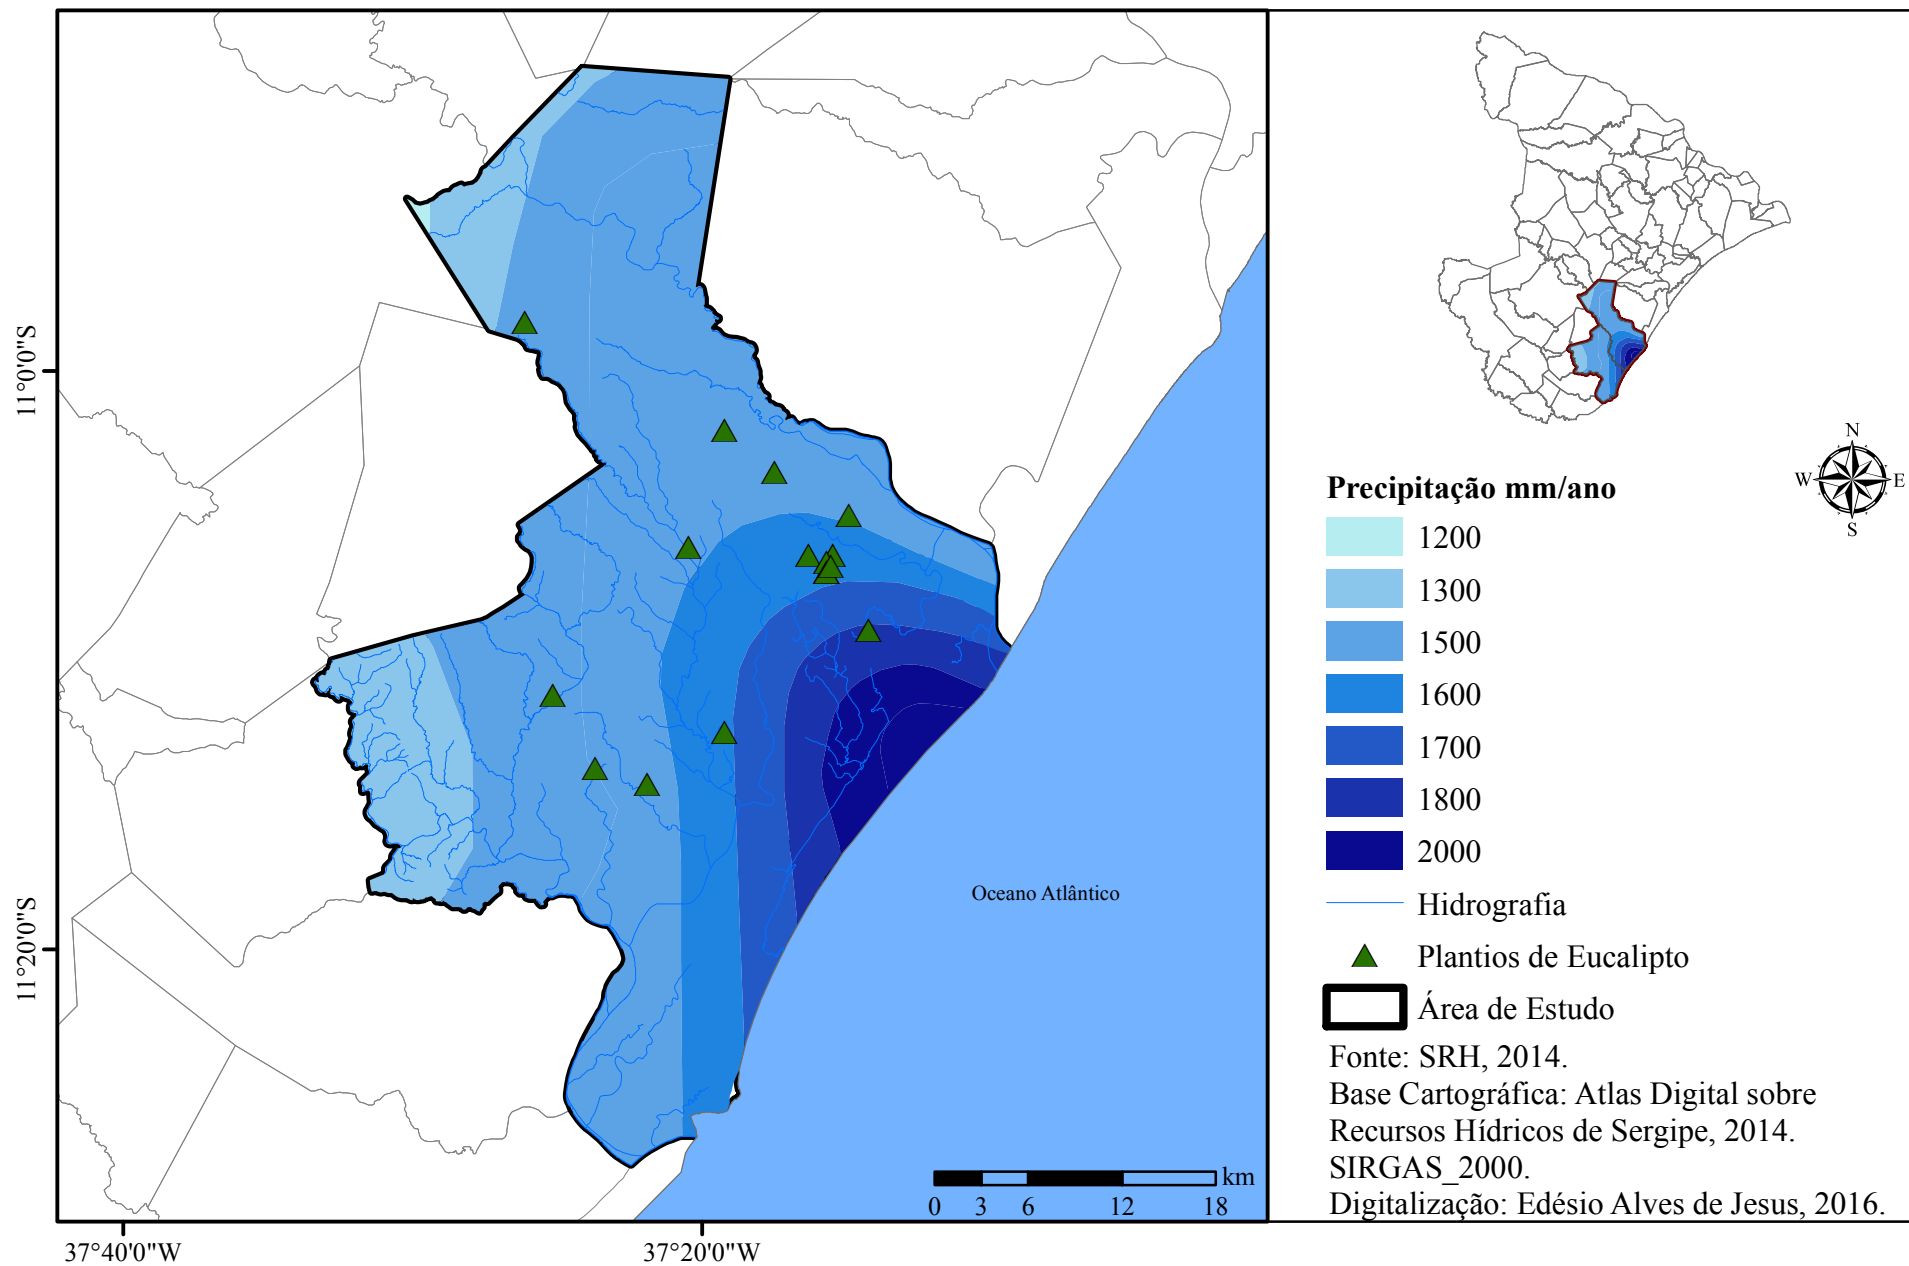 11°0'0"S
11°20'0"S
37°40'0"W
37°20'0"W
Oceano Atlântico
km
0 3 6 12 18
N
W E
S
Precipitação mm/ano
1200
1300
1500
1600
1700
1800
2000
Hidrografia
Plantios de Eucalipto
Área de Estudo
Fonte: SRH, 2014.
Base Cartográfica: Atlas Digital sobre
Recursos Hídricos de Sergipe, 2014.
SIRGAS_2000.
Digitalização: Edésio Alves de Jesus, 2016.